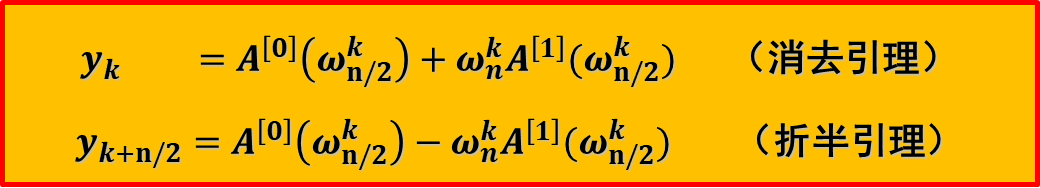 y_k = A^{[0]}(ω_{n/2}^k) + ω_n^k A^{[1]}(ω_{n/2}^k) （消去引理）
y_{k+n/2} = A^{[0]}(ω_{n/2}^k) − ω_n^k A^{[1]}(ω_{n/2}^k) （折半引理）